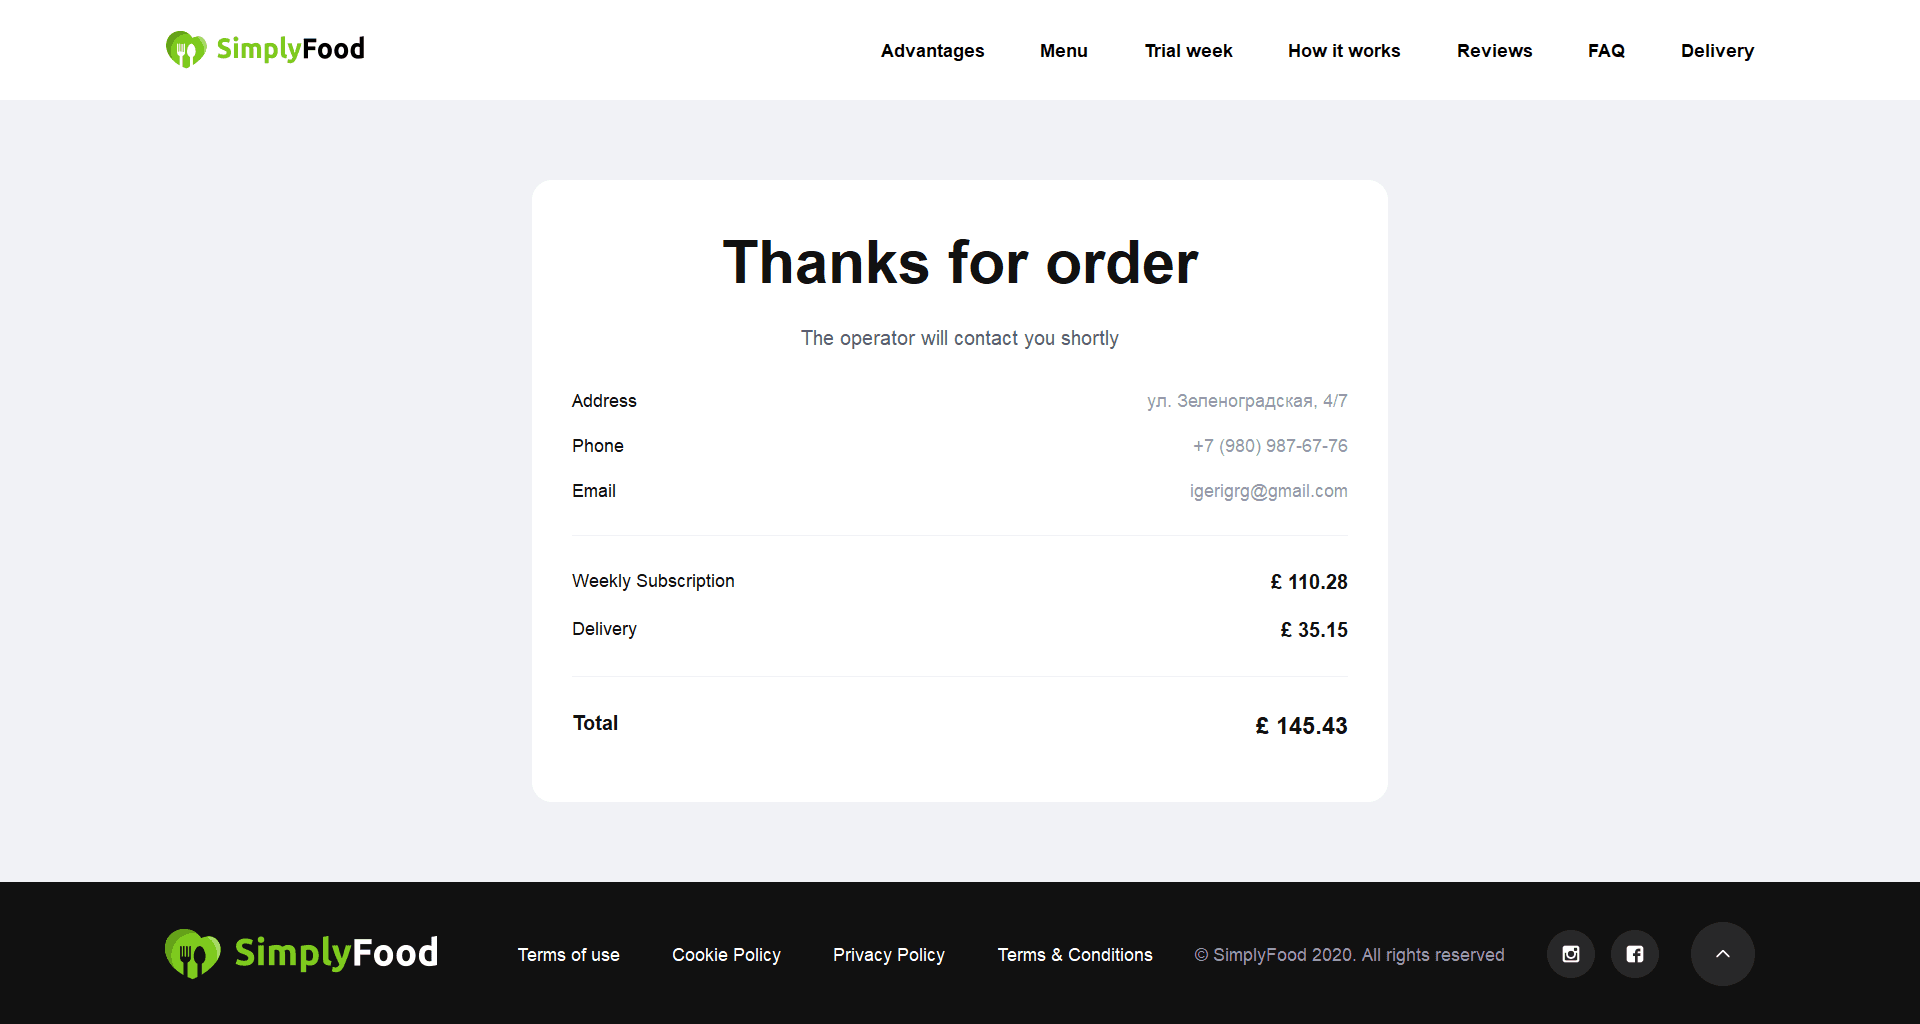 SimplyFood
Advantages Menu Trial week How it works Reviews FAQ Delivery
Thanks for order
The operator will contact you shortly
Address ул. Зеленоградская, 4/7
Phone +7 (980) 987-67-76
Email igerigrg@gmail.com
Weekly Subscription £ 110.28
Delivery £ 35.15
Total £ 145.43
SimplyFood Terms of use Cookie Policy Privacy Policy Terms & Conditions © SimplyFood 2020. All rights reserved